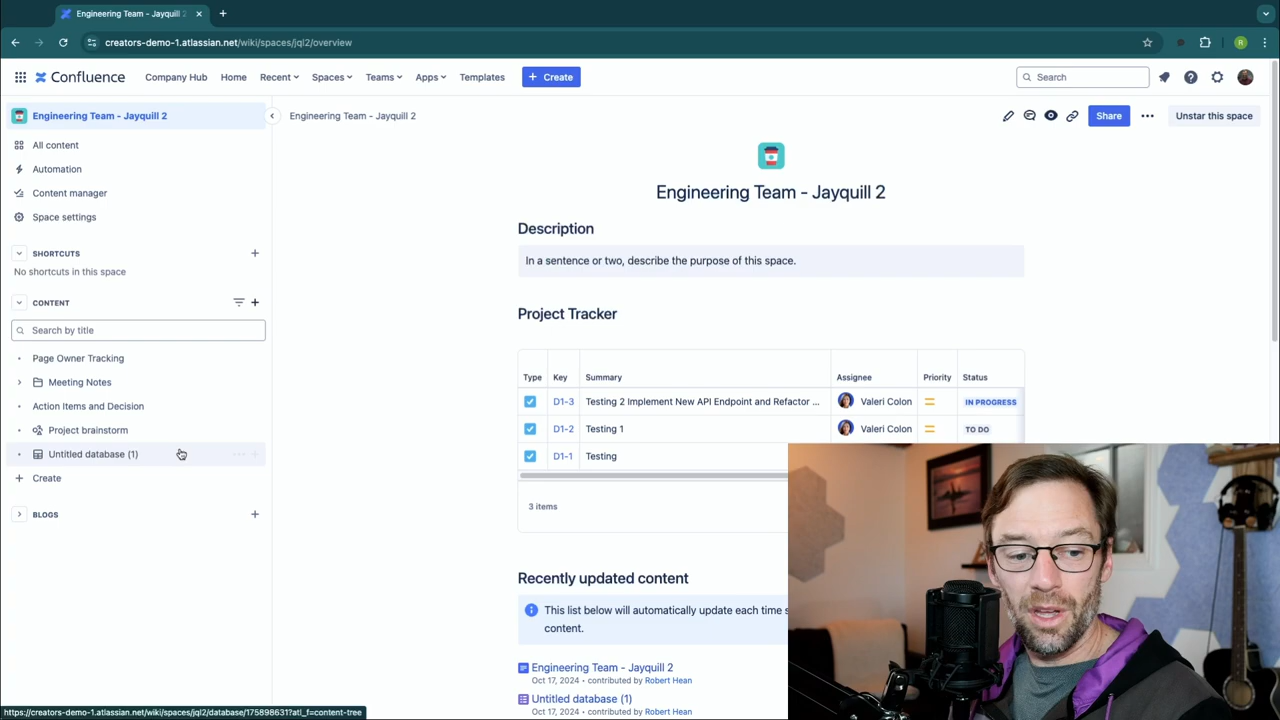 Engineering Team - Jayquill 2
creators-demo-1.atlassian.net/wiki/spaces/jql2/overview
R
Confluence
Company Hub
Home
Recent
Spaces
Teams
Apps
Templates
+ Create
Search
Engineering Team - Jayquill 2
Engineering Team - Jayquill 2
Share
Unstar this space
All content
Automation
Content manager
Space settings
SHORTCUTS
No shortcuts in this space
CONTENT
Search by title
Page Owner Tracking
Meeting Notes
Action Items and Decision
Project brainstorm
Untitled database (1)
Create
BLOGS
Engineering Team - Jayquill 2
Description
In a sentence or two, describe the purpose of this space.
Project Tracker
Type Key Summary Assignee Priority Status
D1-3 Testing 2 Implement New API Endpoint and Refactor ... Valeri Colon IN PROGRESS
D1-2 Testing 1 Valeri Colon TO DO
D1-1 Testing
3 items
Recently updated content
This list below will automatically update each time s
content.
Engineering Team - Jayquill 2
Oct 17, 2024 • contributed by Robert Hean
Untitled database (1)
Oct 17, 2024 • contributed by Robert Hean
https://creators-demo-1.atlassian.net/wiki/spaces/jql2/database/175898631?atl_f=content-tree